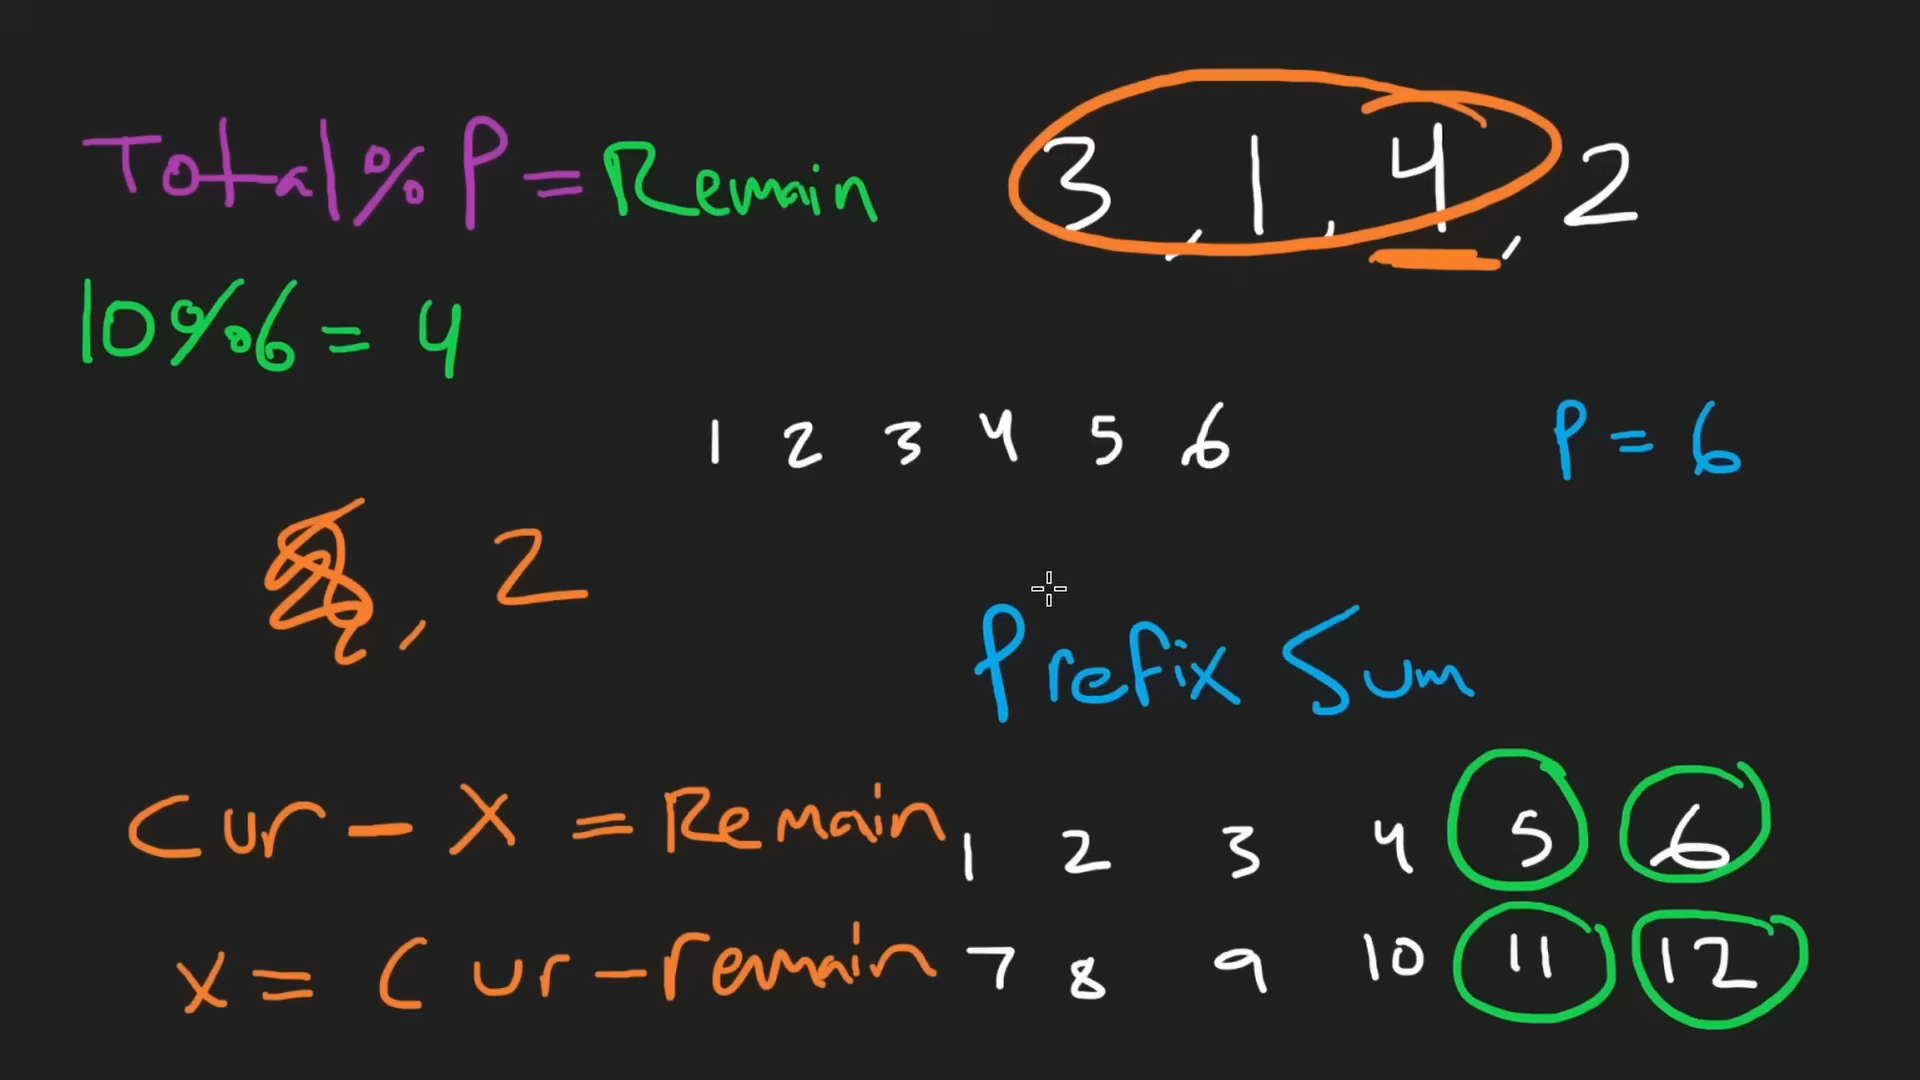 Total % P = Remain
3, 1, 4, 2
10%6 = 4
1 2 3 4 5 6
P = 6
, 2
Prefix Sum
Cur - X = Remain
1 2 3 4 5 6
X = Cur - remain
7 8 9 10 11 12